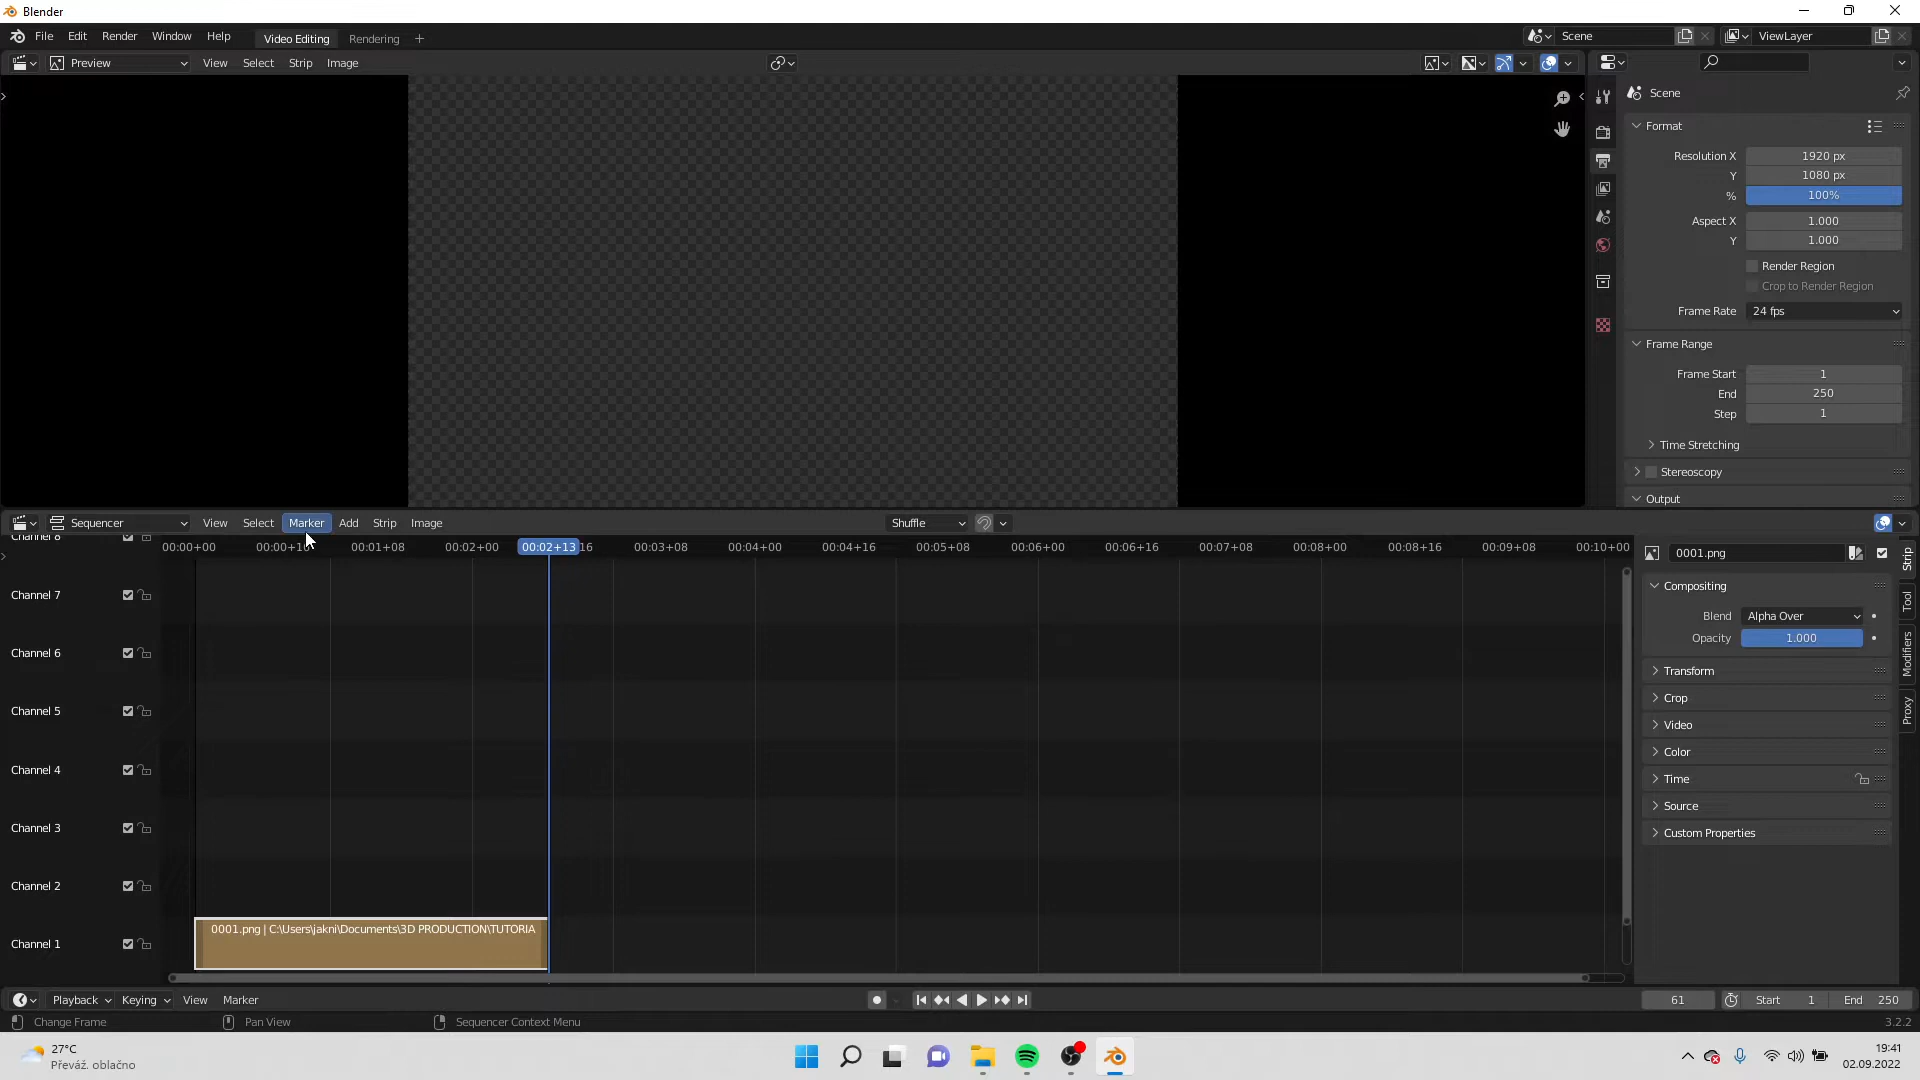 Blender
File Edit Render Window Help Video Editing Rendering + Scene ViewLayer
Preview View Select Strip Image
Scene
Format
Resolution X 1920 px
Y 1080 px
% 100%
Aspect X 1.000
Y 1.000
Render Region
Crop to Render Region
Frame Rate 24 fps
Frame Range
Frame Start 1
End 250
Step 1
Time Stretching
Stereoscopy
Output
Sequencer View Select Marker Add Strip Image Shuffle
Channel 8 00:00+00 00:00+16 00:01+08 00:02+00 00:02+13 16 00:03+08 00:04+00 00:04+16 00:05+08 00:06+00 00:06+16 00:07+08 00:08+00 00:08+16 00:09+08 00:10+00
0001.png
Strip
Tool
Modifiers
Proxy
Compositing
Blend Alpha Over
Opacity 1.000
Transform
Crop
Video
Color
Time
Source
Custom Properties
Channel 7
Channel 6
Channel 5
Channel 4
Channel 3
Channel 2
Channel 1
0001.png | C:\Users\jakni\Documents\3D PRODUCTION\TUTORIA
Playback Keying View Marker 61 Start 1 End 250
Change Frame Pan View Sequencer Context Menu 3.2.2
27°C
Převáž. oblačno
19:41
02.09.2022